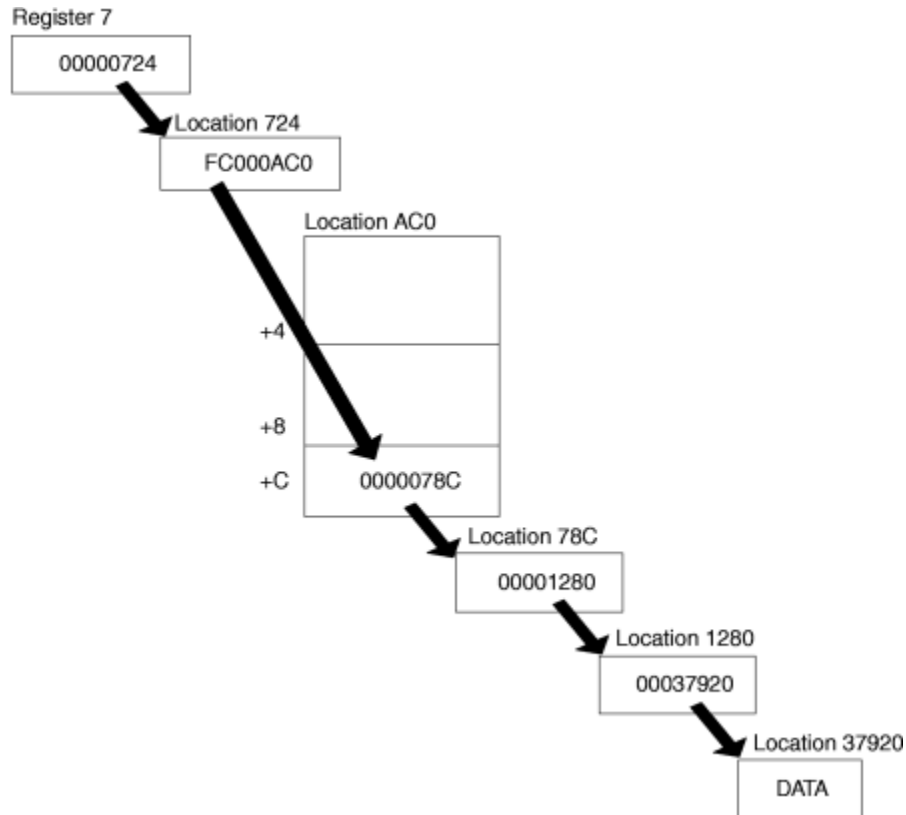 Register 7
00000724
Location 724
FC000AC0
Location AC0
+4
+8
+C
0000078C
Location 78C
00001280
Location 1280
00037920
Location 37920
DATA